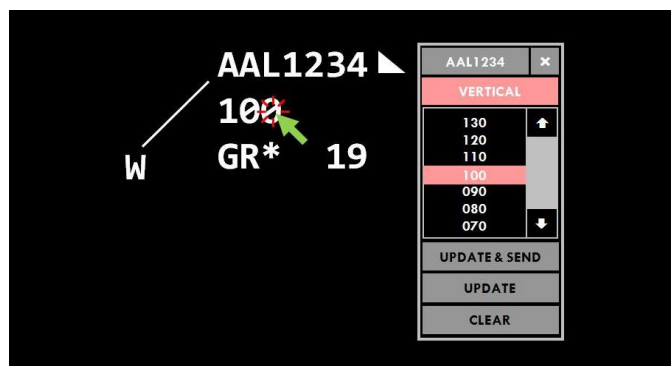 AAL1234
100
GR* 19
W
AAL1234 ×
VERTICAL
130
120
110
100
090
080
070
UPDATE & SEND
UPDATE
CLEAR